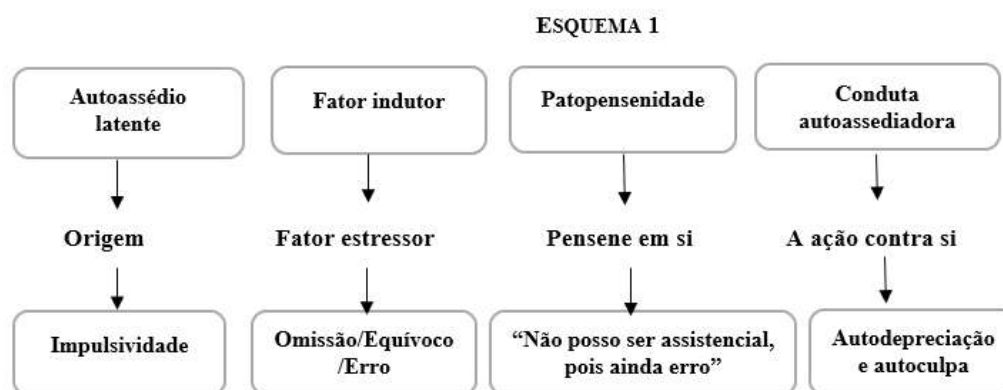 ESQUEMA 1
Autoassédio
latente
Fator indutor
Patopensenidade
Conduta
autoassediadora
Origem
Fator estressor
Pensene em si
A ação contra si
Impulsividade
Omissão/Equívoco
/Erro
“Não posso ser assistencial,
pois ainda erro”
Autodepreciação
e autoculpa